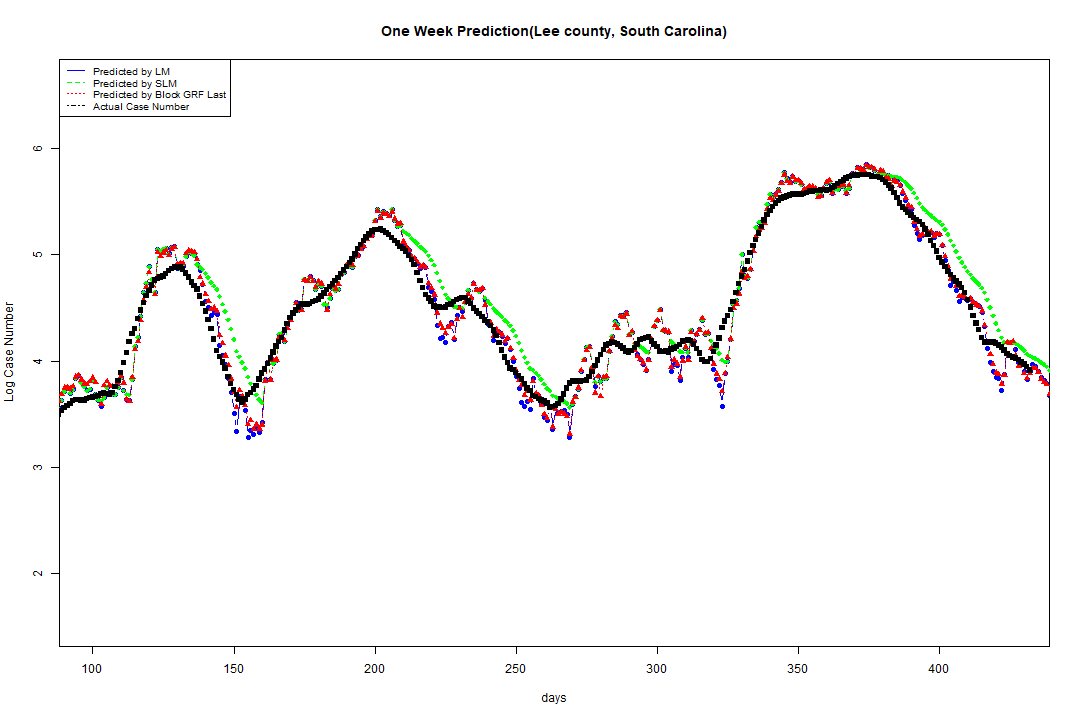 One Week Prediction(Lee county, South Carolina)
Predicted by LM
Predicted by SLM
Predicted by Block GRF Last
Actual Case Number
Log Case Number
6
5
4
3
2
100 150 200 250 300 350 400
days